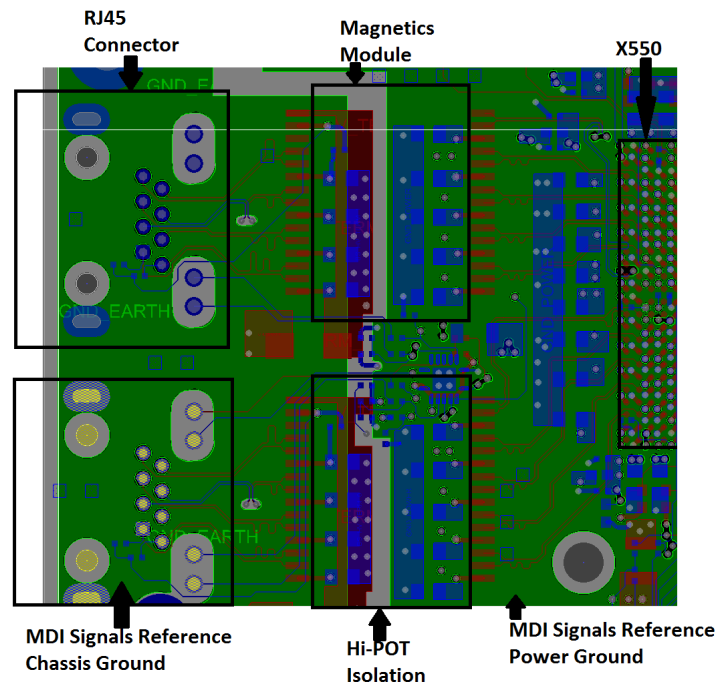 RJ45
Connector
Magnetics
Module
X550
GND_E
GND_EARTH
GND_EARTH
MDI Signals Reference
Chassis Ground
Hi-POT
Isolation
MDI Signals Reference
Power Ground